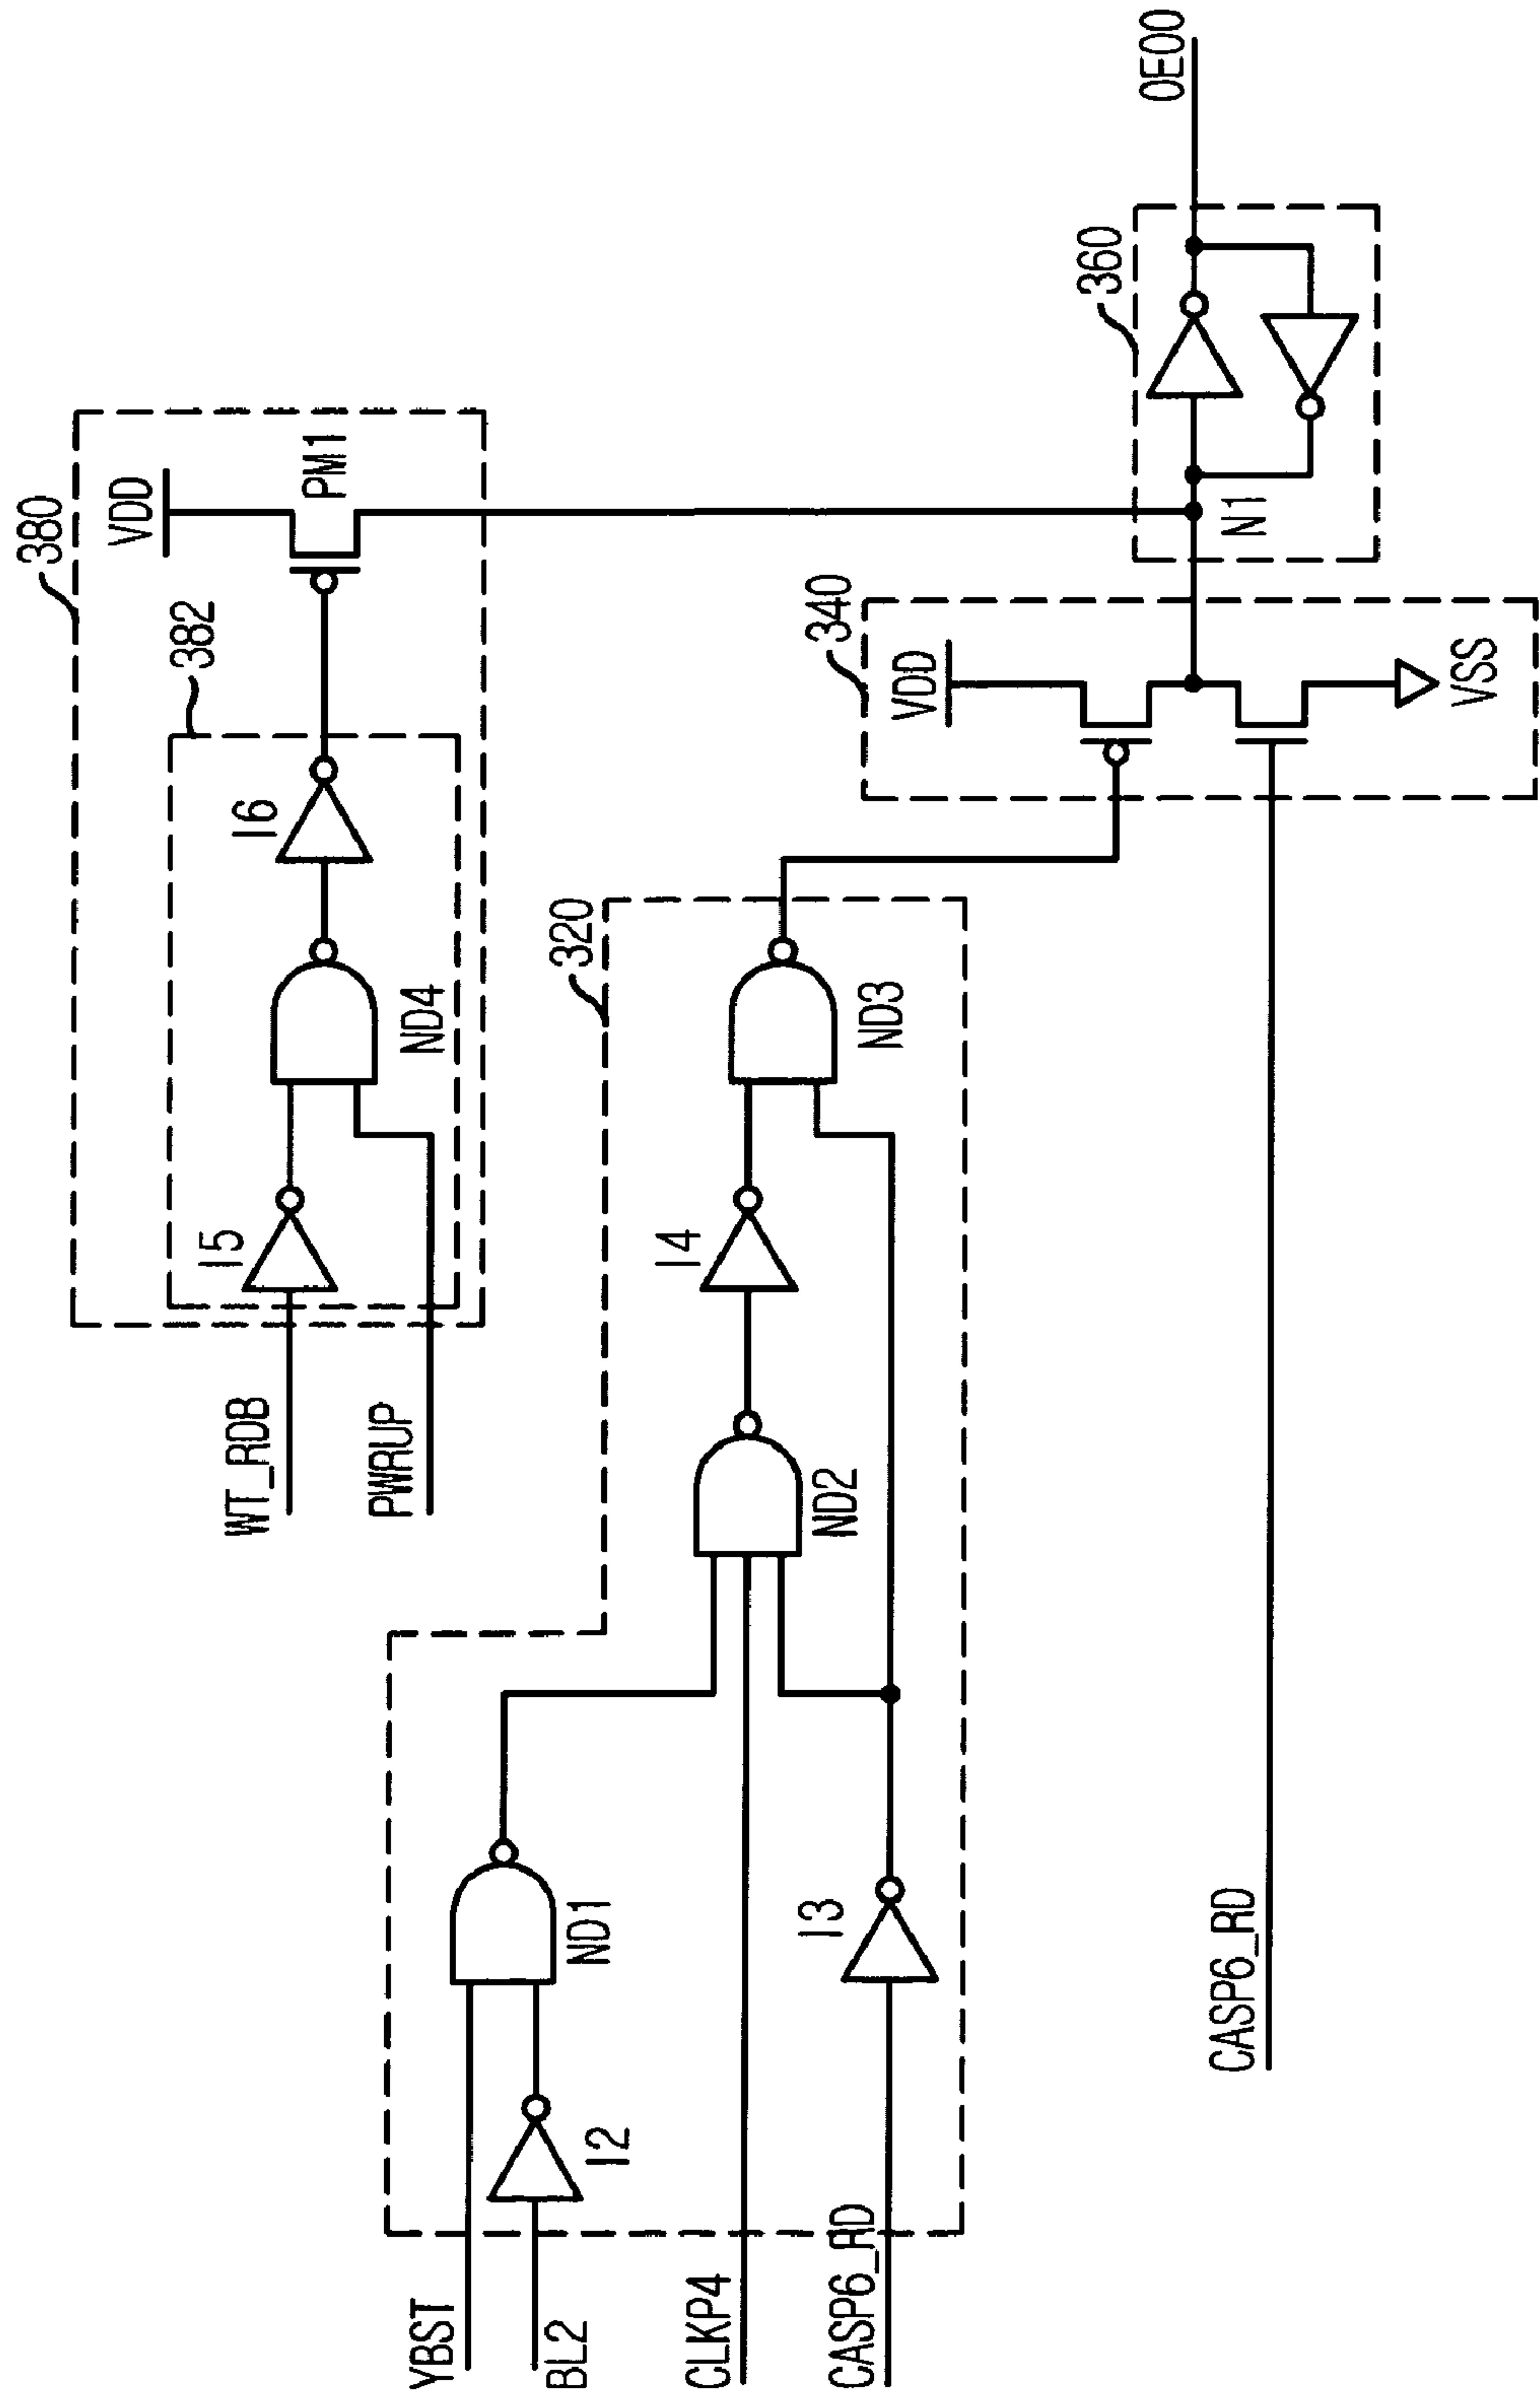 380
VDD
PM1
382
I6
ND4
I5
WT_RDB
PWRUP
320
ND3
I4
ND2
ND1
I2
I3
YBST
BL2
CLKP4
CASP6_RD
340
VDD
VSS
CASP6_RD
360
N1
OE00